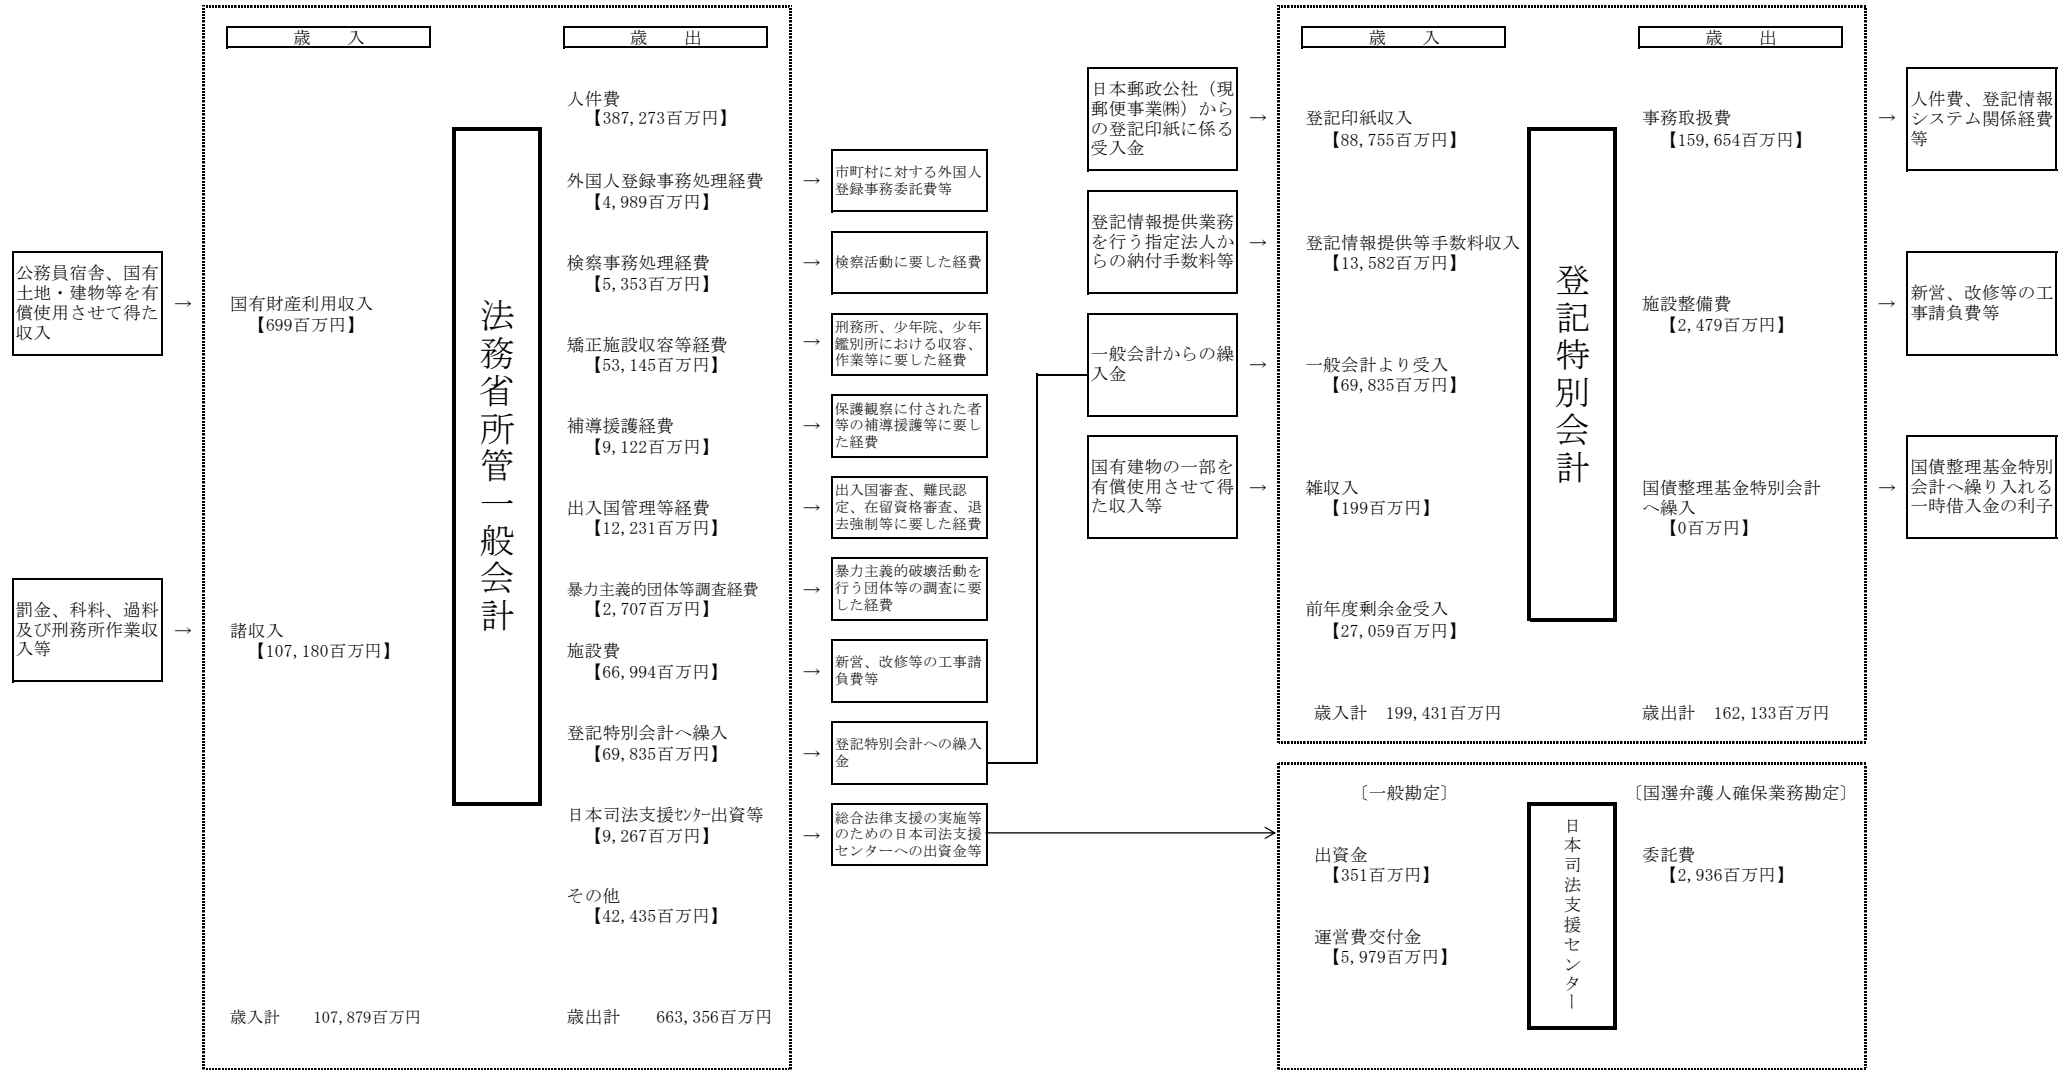 公務員宿舎、国有
土地・建物等を有
償使用させて得た
収入
→
罰金、科料、過料
及び刑務所作業収
入等
→
歳　入
国有財産利用収入
【699百万円】
諸収入
【107,180百万円】
歳入計　107,879百万円
法務省所管一般会計
歳　出
人件費
【387,273百万円】
外国人登録事務処理経費
【4,989百万円】
→
市町村に対する外国人
登録事務委託費等
検察事務処理経費
【5,353百万円】
→
検察活動に要した経費
矯正施設収容等経費
【53,145百万円】
→
刑務所、少年院、少年
鑑別所における収容、
作業等に要した経費
補導援護経費
【9,122百万円】
→
保護観察に付された者
等の補導援護等に要し
た経費
出入国管理等経費
【12,231百万円】
→
出入国審査、難民認
定、在留資格審査、退
去強制等に要した経費
暴力主義的団体等調査経費
【2,707百万円】
→
暴力主義的破壊活動を
行う団体等の調査に要
した経費
施設費
【66,994百万円】
→
新営、改修等の工事請
負費等
登記特別会計へ繰入
【69,835百万円】
→
登記特別会計への繰入
金
日本司法支援ｾﾝﾀｰ出資等
【9,267百万円】
→
総合法律支援の実施等
のための日本司法支援
センターへの出資金等
その他
【42,435百万円】
歳出計　663,356百万円
日本郵政公社（現
郵便事業㈱）から
の登記印紙に係る
受入金
→
登記情報提供業務
を行う指定法人か
らの納付手数料等
→
一般会計からの繰
入金
→
国有建物の一部を
有償使用させて得
た収入等
→
歳　入
登記印紙収入
【88,755百万円】
登記情報提供等手数料収入
【13,582百万円】
一般会計より受入
【69,835百万円】
雑収入
【199百万円】
前年度剰余金受入
【27,059百万円】
歳入計　199,431百万円
登記特別会計
歳　出
事務取扱費
【159,654百万円】
→
人件費、登記情報
システム関係経費
等
施設整備費
【2,479百万円】
→
新営、改修等の工
事請負費等
国債整理基金特別会計
へ繰入
【0百万円】
→
国債整理基金特別
会計へ繰り入れる
一時借入金の利子
歳出計　162,133百万円
〔一般勘定〕
出資金
【351百万円】
運営費交付金
【5,979百万円】
日本司法支援センター
〔国選弁護人確保業務勘定〕
委託費
【2,936百万円】